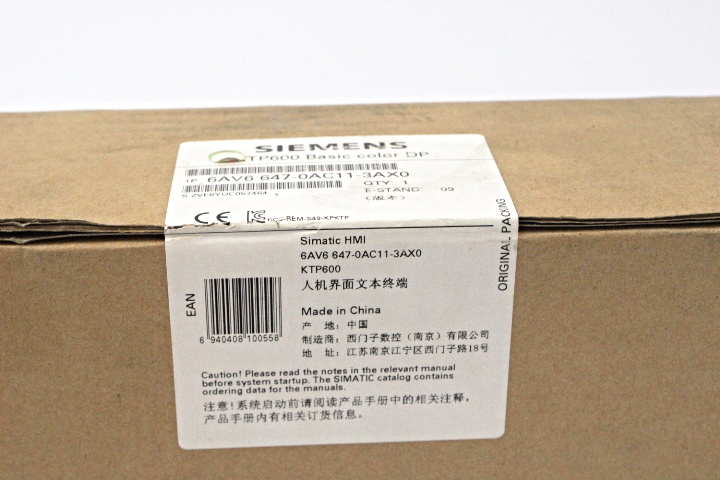 SIEMENS
TP600 Basic color DP
1P 6AV6 647-0AC11-3AX0
QTY: 1
E-STAND 09
(版本)
CE
ORIGINAL PACKING
Simatic HMI
6AV6 647-0AC11-3AX0
KTP600
人机界面文本终端
EAN
6 940408 100558
Made in China
产 地: 中国
制造商: 西门子数控(南京)有限公司
地 址: 江苏南京江宁区西门子路18号
Caution! Please read the notes in the relevant manual
before system startup. The SIMATIC catalog contains
ordering data for the manuals.
注意!系统启动前请阅读产品手册中的相关注释,
产品手册内有相关订货信息。